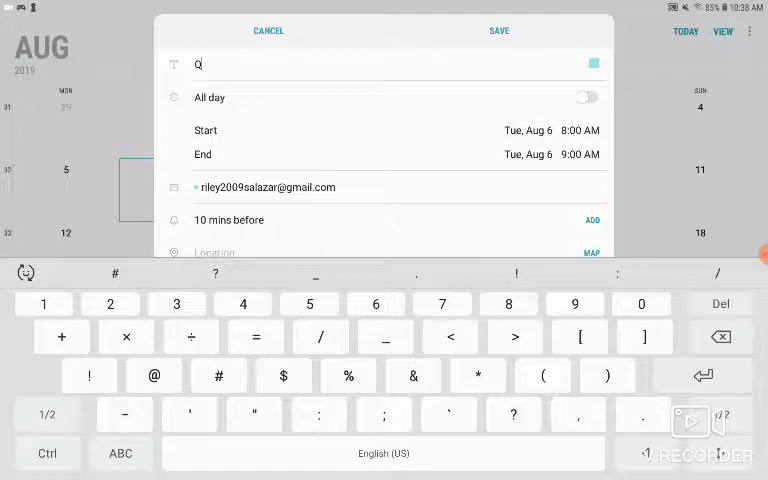 85% 10:38 AM
CANCEL SAVE
AUG
2019
TODAY VIEW
Q
MON
SUN
All day
31 29 4
Start Tue, Aug 6 8:00 AM
End Tue, Aug 6 9:00 AM
32 5 11
riley2009salazar@gmail.com
10 mins before ADD
33 12 18
Location MAP
# ? _ . ! : /
1 2 3 4 5 6 7 8 9 0 Del
+ × ÷ = / _ < > [ ]
! @ # $ % & * ( )
1/2 - ' " : ; ` ? , . 1/2
Ctrl ABC English (US)
V RECORDER